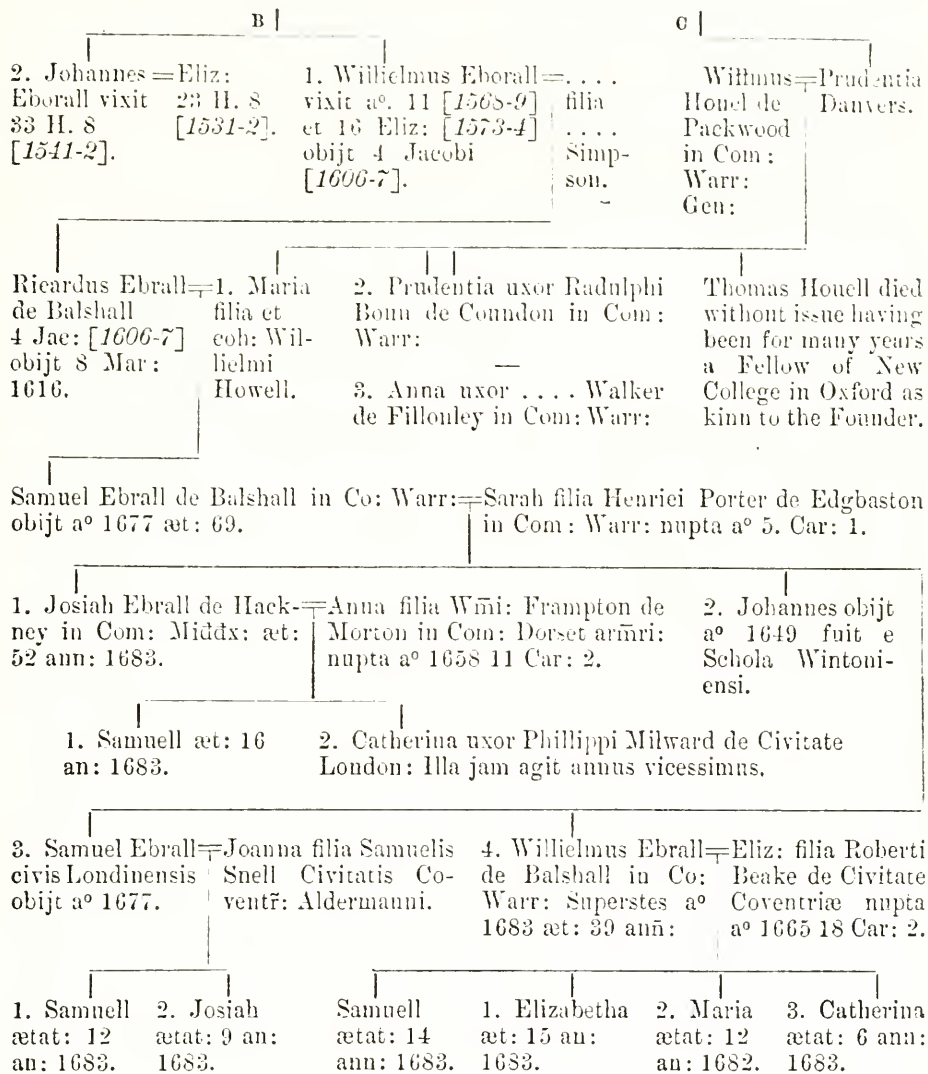 B
C
2. Johannes = Eliz:
Eborall vixit 23 H. 8
33 H. 8 [1531-2].
[1541-2].
1. Willielmus Eborall = . . . .
vixit aº. 11 [1568-9] filia
et 16 Eliz: [1573-4] . . . .
obijt 4 Jacobi Simp-
[1606-7]. son.
Willmus = Prudentia
Houel de Danvers.
Packwood
in Com:
Warr:
Gen:
Ricardus Ebrall = 1. Maria
de Balshall filia et
4 Jac: [1606-7] coh: Wil-
obijt 8 Mar: lielmi
1616. Howell.
2. Prudentia uxor Radulphi
Bonn de Coundon in Com:
Warr:
—
3. Anna uxor . . . . Walker
de Fillonley in Com: Warr:
Thomas Houell died
without issue having
been for many years
a Fellow of New
College in Oxford as
kinn to the Founder.
Samuel Ebrall de Balshall in Co: Warr: = Sarah filia Henrici Porter de Edgbaston
obijt aº 1677 æt: 69. in Com: Warr: nupta aº 5. Car: 1.
1. Josiah Ebrall de Hack- = Anna filia Wm̃i: Frampton de
ney in Com: Middx: æt: Morton in Com: Dorset arm̃ri:
52 ann: 1683. nupta aº 1658 11 Car: 2.
2. Johannes obijt
aº 1649 fuit e
Schola Wintoni-
ensi.
1. Samuell æt: 16
an: 1683.
2. Catherina uxor Phillippi Milward de Civitate
London: Illa jam agit annus vicessimus.
3. Samuel Ebrall = Joanna filia Samuelis
civis Londinensis Snell Civitatis Co-
obijt aº 1677. ventr̃: Aldermanni.
4. Willielmus Ebrall = Eliz: filia Roberti
de Balshall in Co: Beake de Civitate
Warr: Superstes aº Coventriæ nupta
1683 æt: 39 ann̄: aº 1665 18 Car: 2.
1. Samuell
ætat: 12
an: 1683.
2. Josiah
ætat: 9 an:
1683.
Samuell
ætat: 14
ann: 1683.
1. Elizabetha
æt: 15 an:
1683.
2. Maria
ætat: 12
an: 1682.
3. Catherina
ætat: 6 ann:
1683.